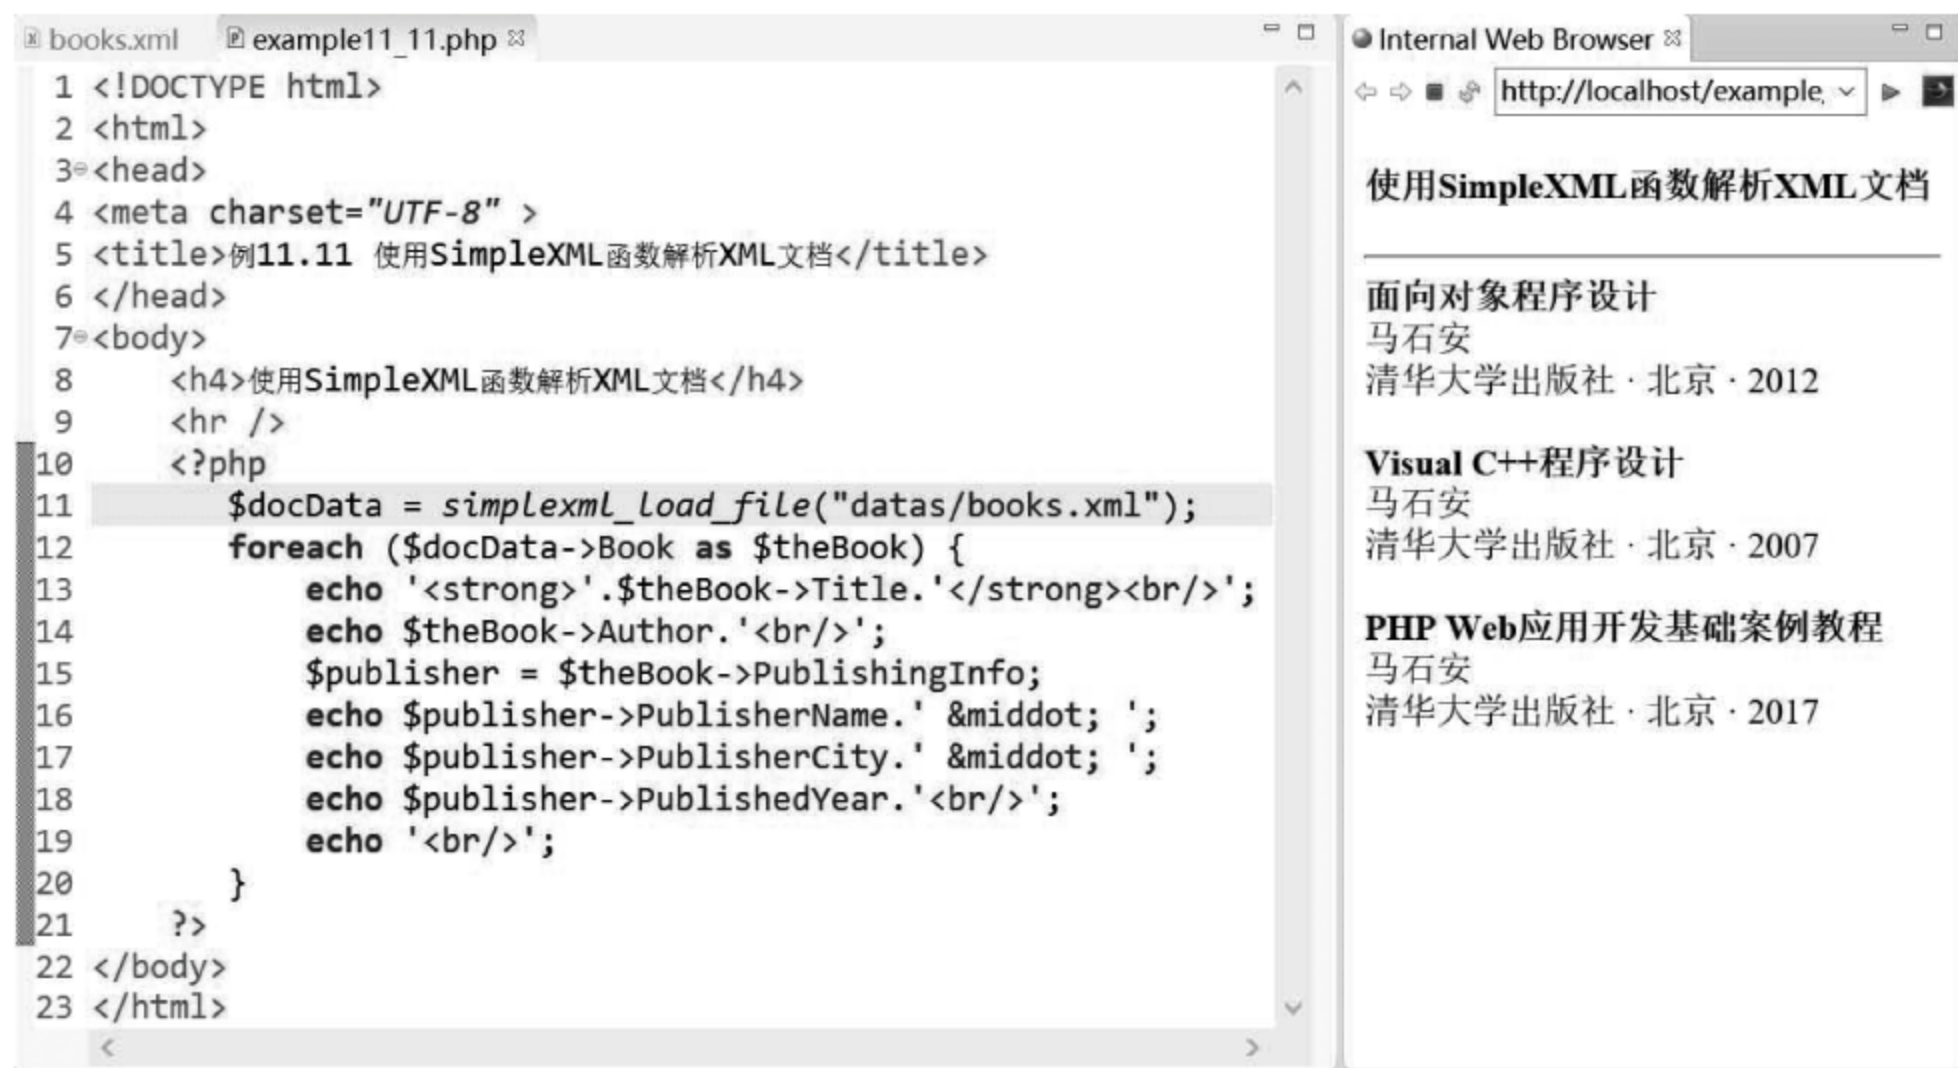 books.xml
example11_11.php
1 <!DOCTYPE html>
2 <html>
3 <head>
4 <meta charset="UTF-8" >
5 <title>例11.11 使用SimpleXML函数解析XML文档</title>
6 </head>
7 <body>
8     <h4>使用SimpleXML函数解析XML文档</h4>
9     <hr />
10     <?php
11        $docData = simplexml_load_file("datas/books.xml");
12        foreach ($docData->Book as $theBook) {
13            echo '<strong>'.$theBook->Title.'</strong><br/>';
14            echo $theBook->Author.'<br/>';
15            $publisher = $theBook->PublishingInfo;
16            echo $publisher->PublisherName.' &middot; ';
17            echo $publisher->PublisherCity.' &middot; ';
18            echo $publisher->PublishedYear.'<br/>';
19            echo '<br/>';
20        }
21     ?>
22 </body>
23 </html>
Internal Web Browser
http://localhost/example
使用SimpleXML函数解析XML文档
面向对象程序设计
马石安
清华大学出版社 · 北京 · 2012
Visual C++程序设计
马石安
清华大学出版社 · 北京 · 2007
PHP Web应用开发基础案例教程
马石安
清华大学出版社 · 北京 · 2017